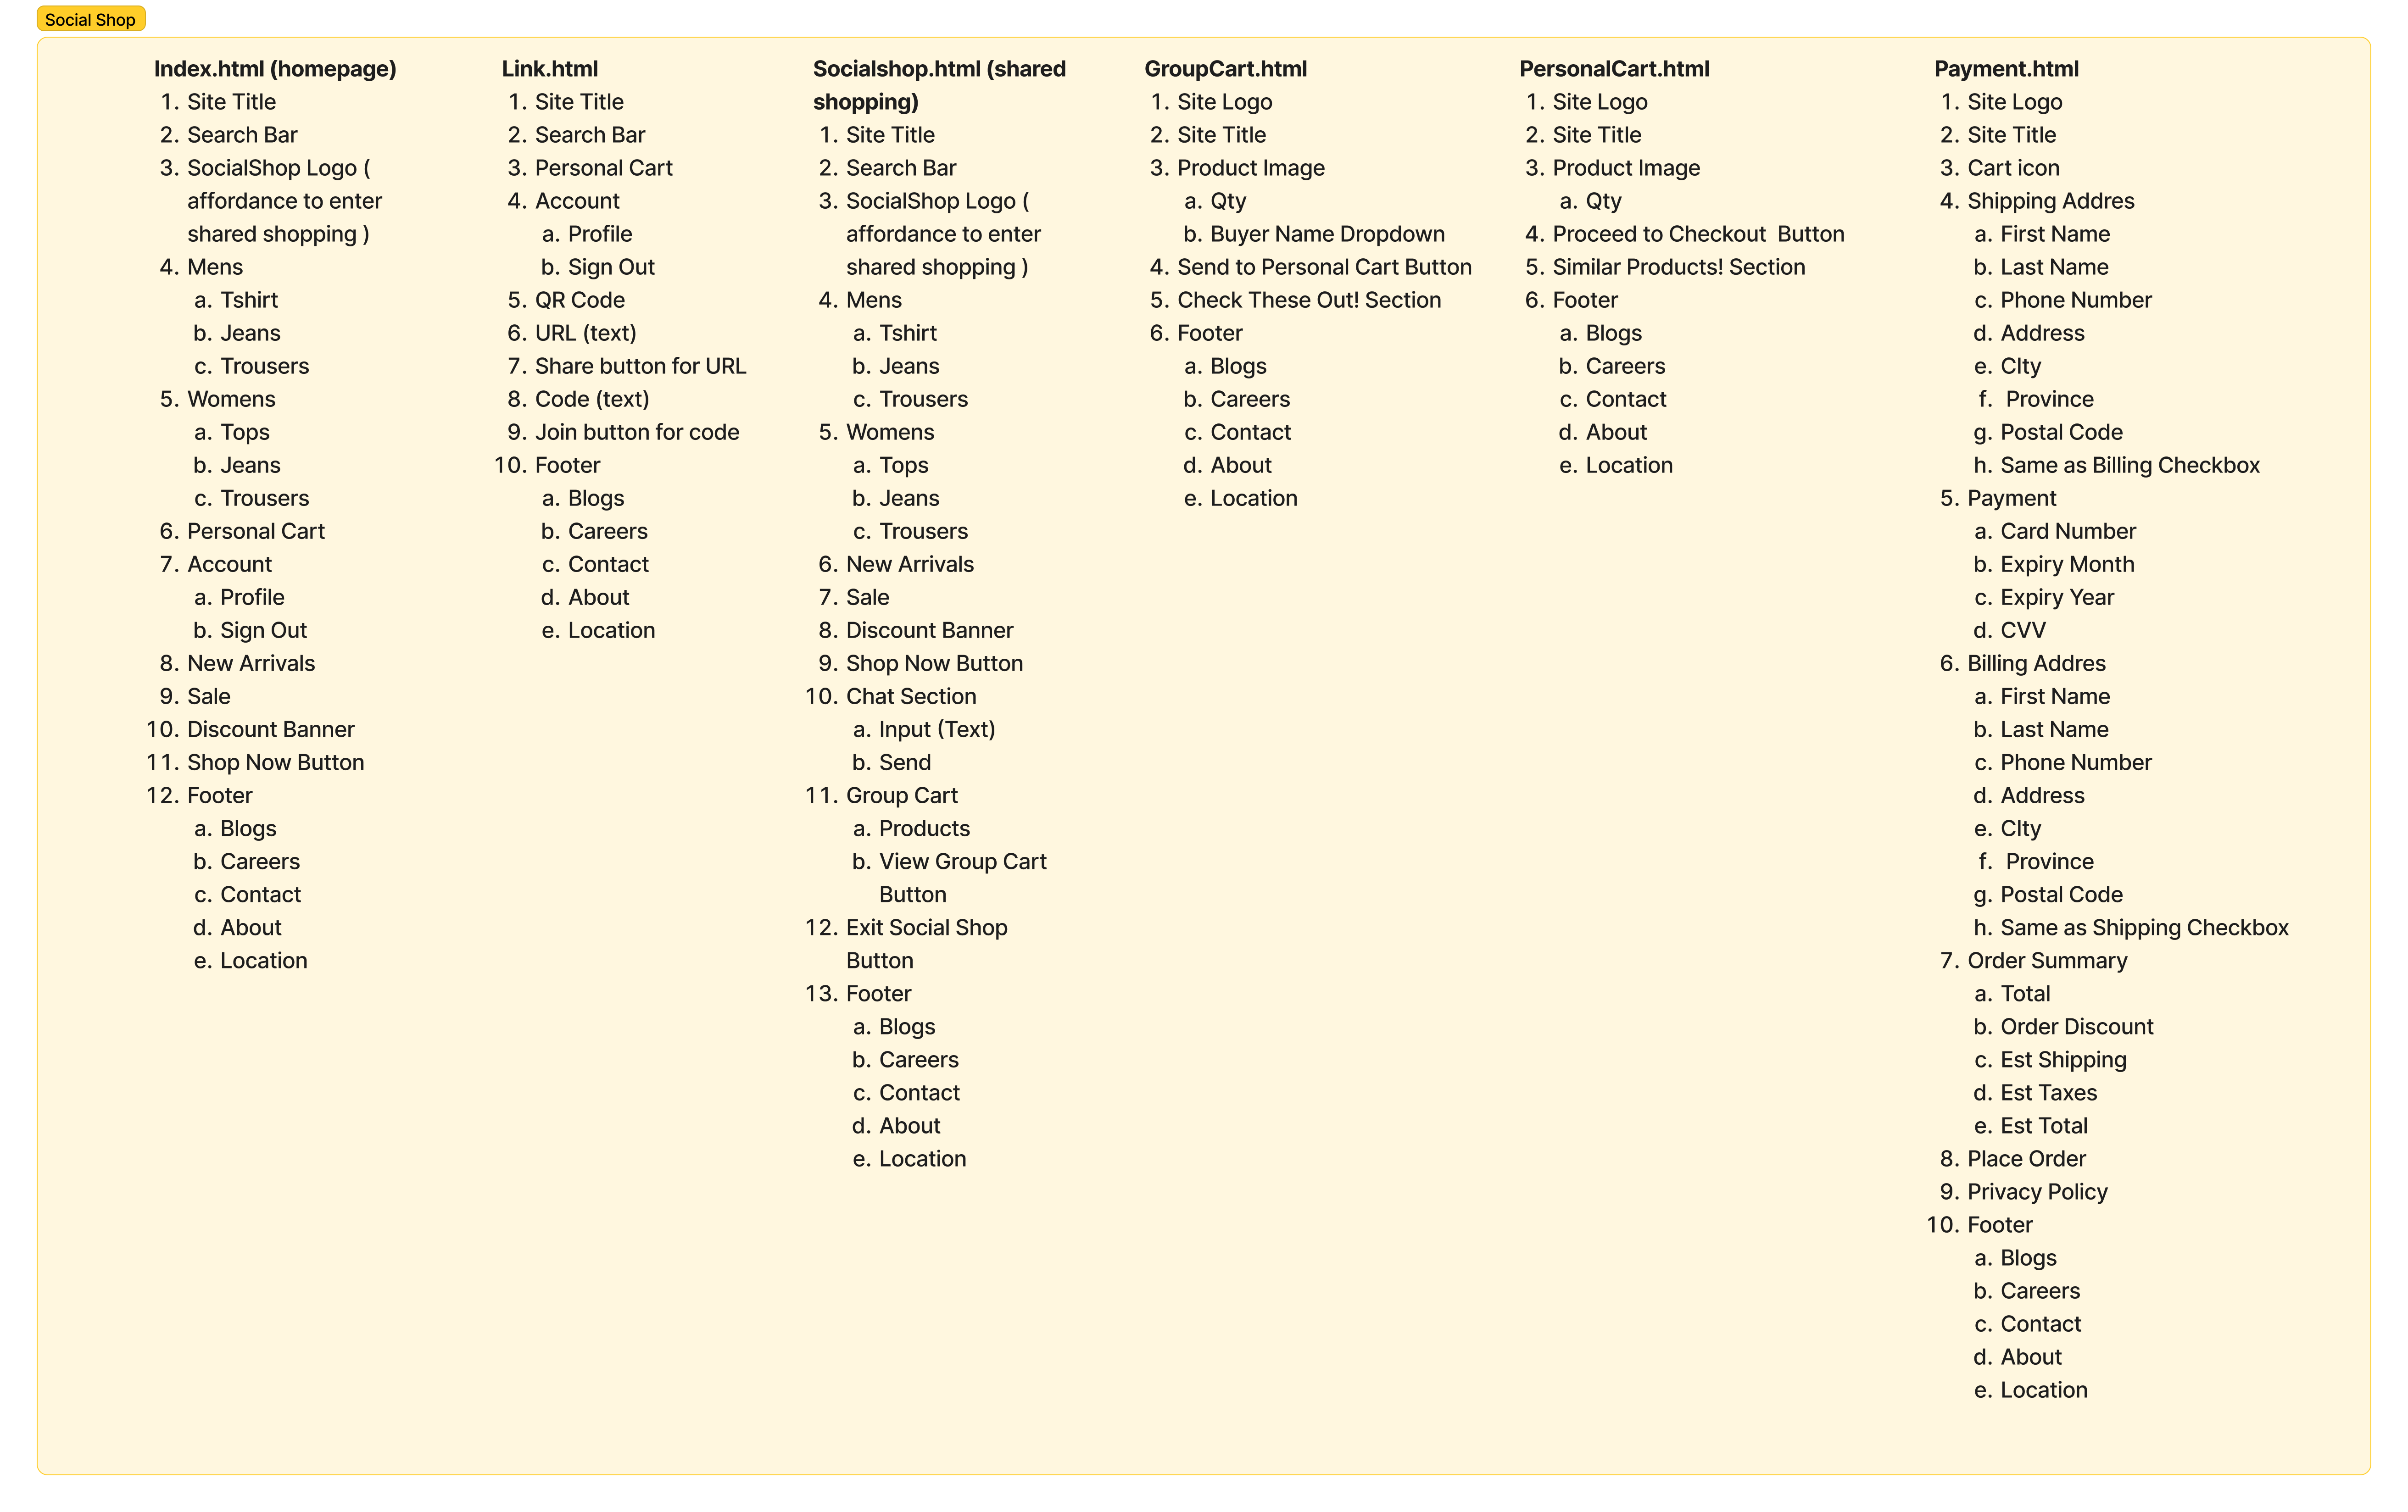 Social Shop
Index.html (homepage)
1. Site Title
2. Search Bar
3. SocialShop Logo (
affordance to enter
shared shopping )
4. Mens
a. Tshirt
b. Jeans
c. Trousers
5. Womens
a. Tops
b. Jeans
c. Trousers
6. Personal Cart
7. Account
a. Profile
b. Sign Out
8. New Arrivals
9. Sale
10. Discount Banner
11. Shop Now Button
12. Footer
a. Blogs
b. Careers
c. Contact
d. About
e. Location
Link.html
1. Site Title
2. Search Bar
3. Personal Cart
4. Account
a. Profile
b. Sign Out
5. QR Code
6. URL (text)
7. Share button for URL
8. Code (text)
9. Join button for code
10. Footer
a. Blogs
b. Careers
c. Contact
d. About
e. Location
Socialshop.html (shared
shopping)
1. Site Title
2. Search Bar
3. SocialShop Logo (
affordance to enter
shared shopping )
4. Mens
a. Tshirt
b. Jeans
c. Trousers
5. Womens
a. Tops
b. Jeans
c. Trousers
6. New Arrivals
7. Sale
8. Discount Banner
9. Shop Now Button
10. Chat Section
a. Input (Text)
b. Send
11. Group Cart
a. Products
b. View Group Cart
Button
12. Exit Social Shop
Button
13. Footer
a. Blogs
b. Careers
c. Contact
d. About
e. Location
GroupCart.html
1. Site Logo
2. Site Title
3. Product Image
a. Qty
b. Buyer Name Dropdown
4. Send to Personal Cart Button
5. Check These Out! Section
6. Footer
a. Blogs
b. Careers
c. Contact
d. About
e. Location
PersonalCart.html
1. Site Logo
2. Site Title
3. Product Image
a. Qty
4. Proceed to Checkout  Button
5. Similar Products! Section
6. Footer
a. Blogs
b. Careers
c. Contact
d. About
e. Location
Payment.html
1. Site Logo
2. Site Title
3. Cart icon
4. Shipping Addres
a. First Name
b. Last Name
c. Phone Number
d. Address
e. CIty
f.  Province
g. Postal Code
h. Same as Billing Checkbox
5. Payment
a. Card Number
b. Expiry Month
c. Expiry Year
d. CVV
6. Billing Addres
a. First Name
b. Last Name
c. Phone Number
d. Address
e. CIty
f.  Province
g. Postal Code
h. Same as Shipping Checkbox
7. Order Summary
a. Total
b. Order Discount
c. Est Shipping
d. Est Taxes
e. Est Total
8. Place Order
9. Privacy Policy
10. Footer
a. Blogs
b. Careers
c. Contact
d. About
e. Location